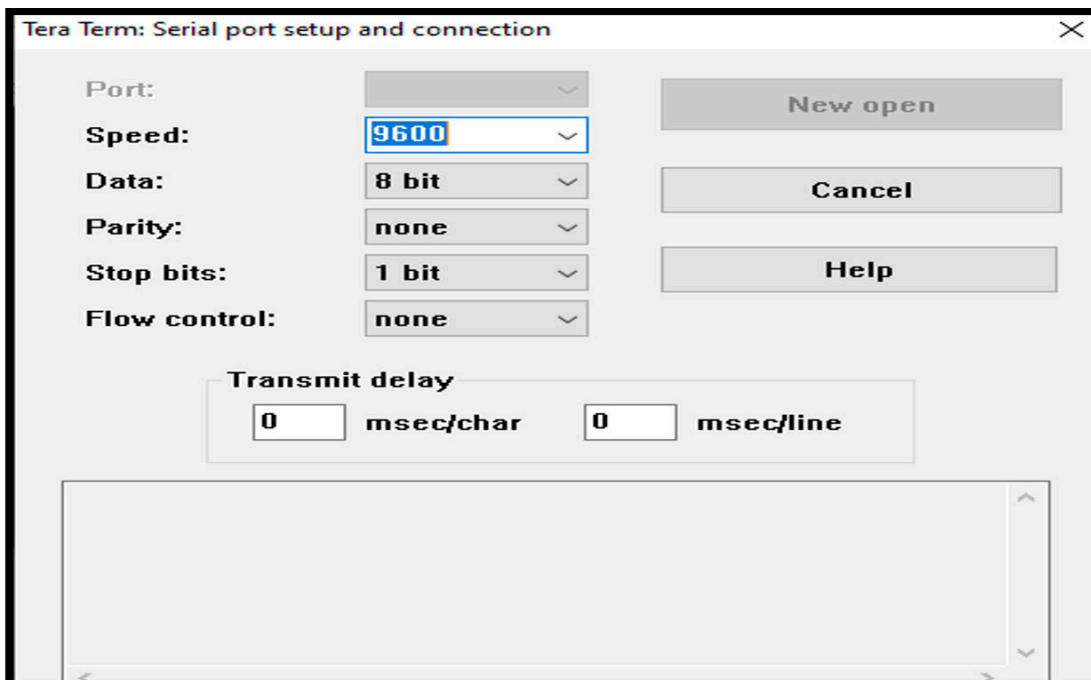 Tera Term: Serial port setup and connection
Port:
New open
Speed: 9600
Data: 8 bit
Cancel
Parity: none
Stop bits: 1 bit
Help
Flow control: none
Transmit delay
0 msec/char 0 msec/line